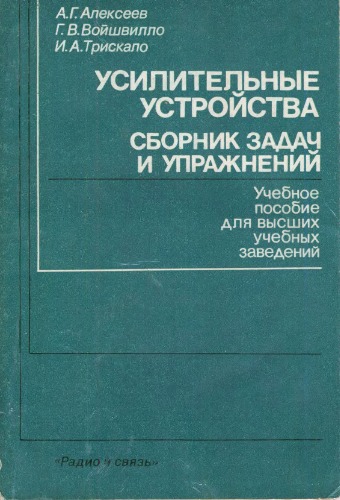 А.Г.Алексеев
Г.В.Войшвилло
И.А.Трискало
УСИЛИТЕЛЬНЫЕ
УСТРОЙСТВА
СБОРНИК ЗАДАЧ
И УПРАЖНЕНИЙ
Учебное
пособие
для высших
учебных
заведений
«Радио и связь»